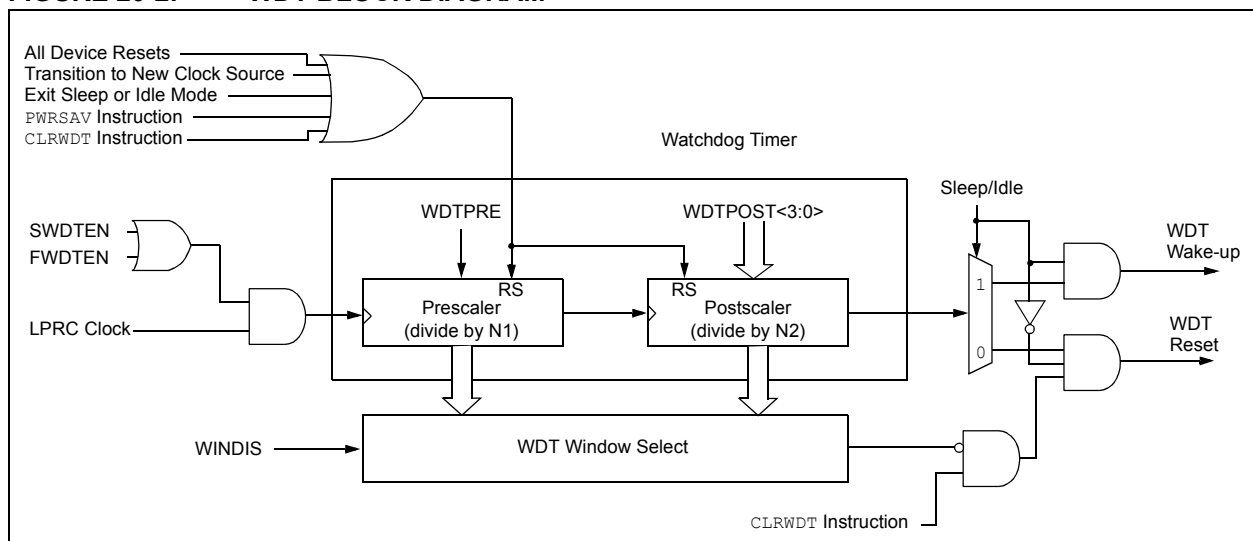 All Device Resets
Transition to New Clock Source
Exit Sleep or Idle Mode
PWRSAV Instruction
CLRWDT Instruction
Watchdog Timer
Sleep/Idle
WDTPRE
WDTPOST<3:0>
SWDTEN
FWDTEN
WDT
Wake-up
RS
RS
Prescaler
(divide by N1)
Postscaler
(divide by N2)
1
LPRC Clock
0
WDT
Reset
WINDIS
WDT Window Select
CLRWDT Instruction